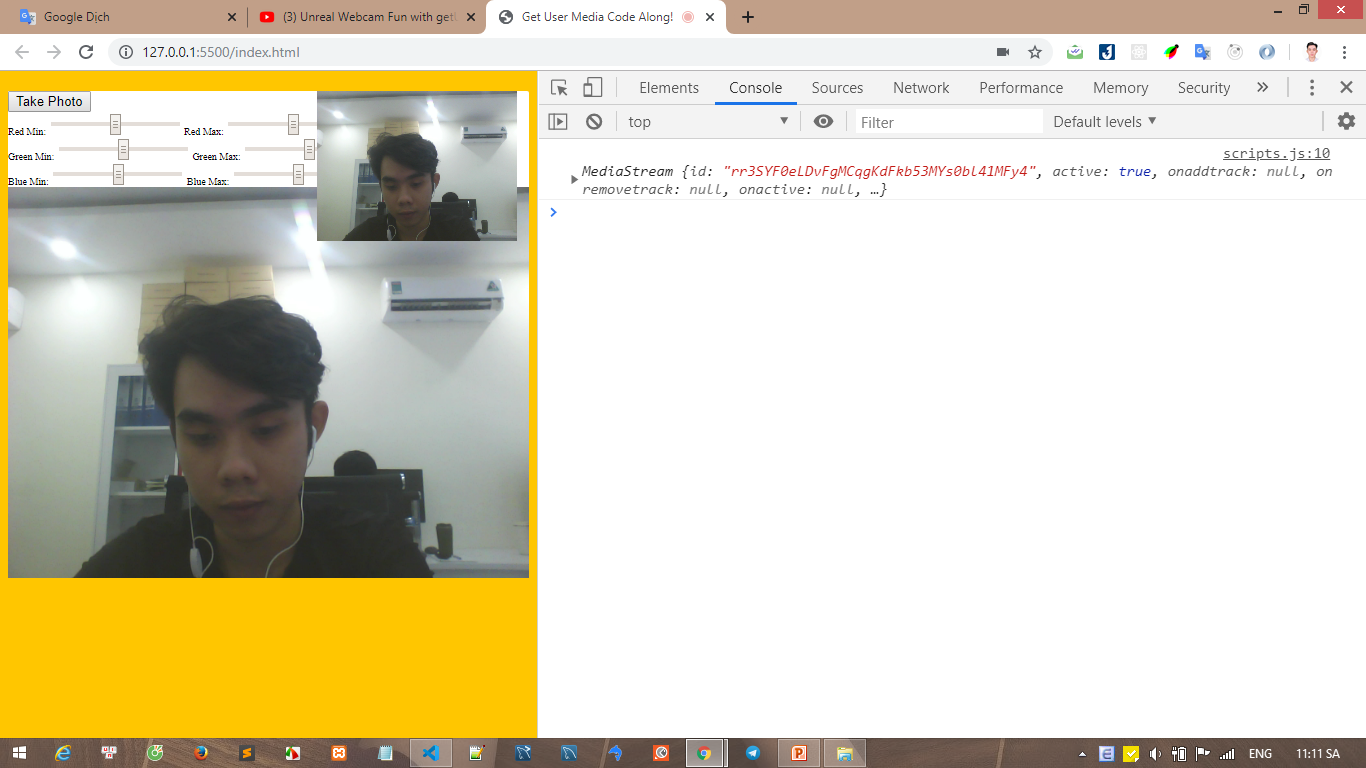 Google Dịch
(3) Unreal Webcam Fun with get
Get User Media Code Along!
127.0.0.1:5500/index.html
Take Photo
Red Min:
Red Max:
Green Min:
Green Max:
Blue Min:
Blue Max:
Elements
Console
Sources
Network
Performance
Memory
Security
top
Filter
Default levels
scripts.js:10
MediaStream {id: "rr3SYF0eLDvFgMCqgKdFkb53MYs0bl41MFy4", active: true, onaddtrack: null, on
removetrack: null, onactive: null, …}
ENG
11:11 SA